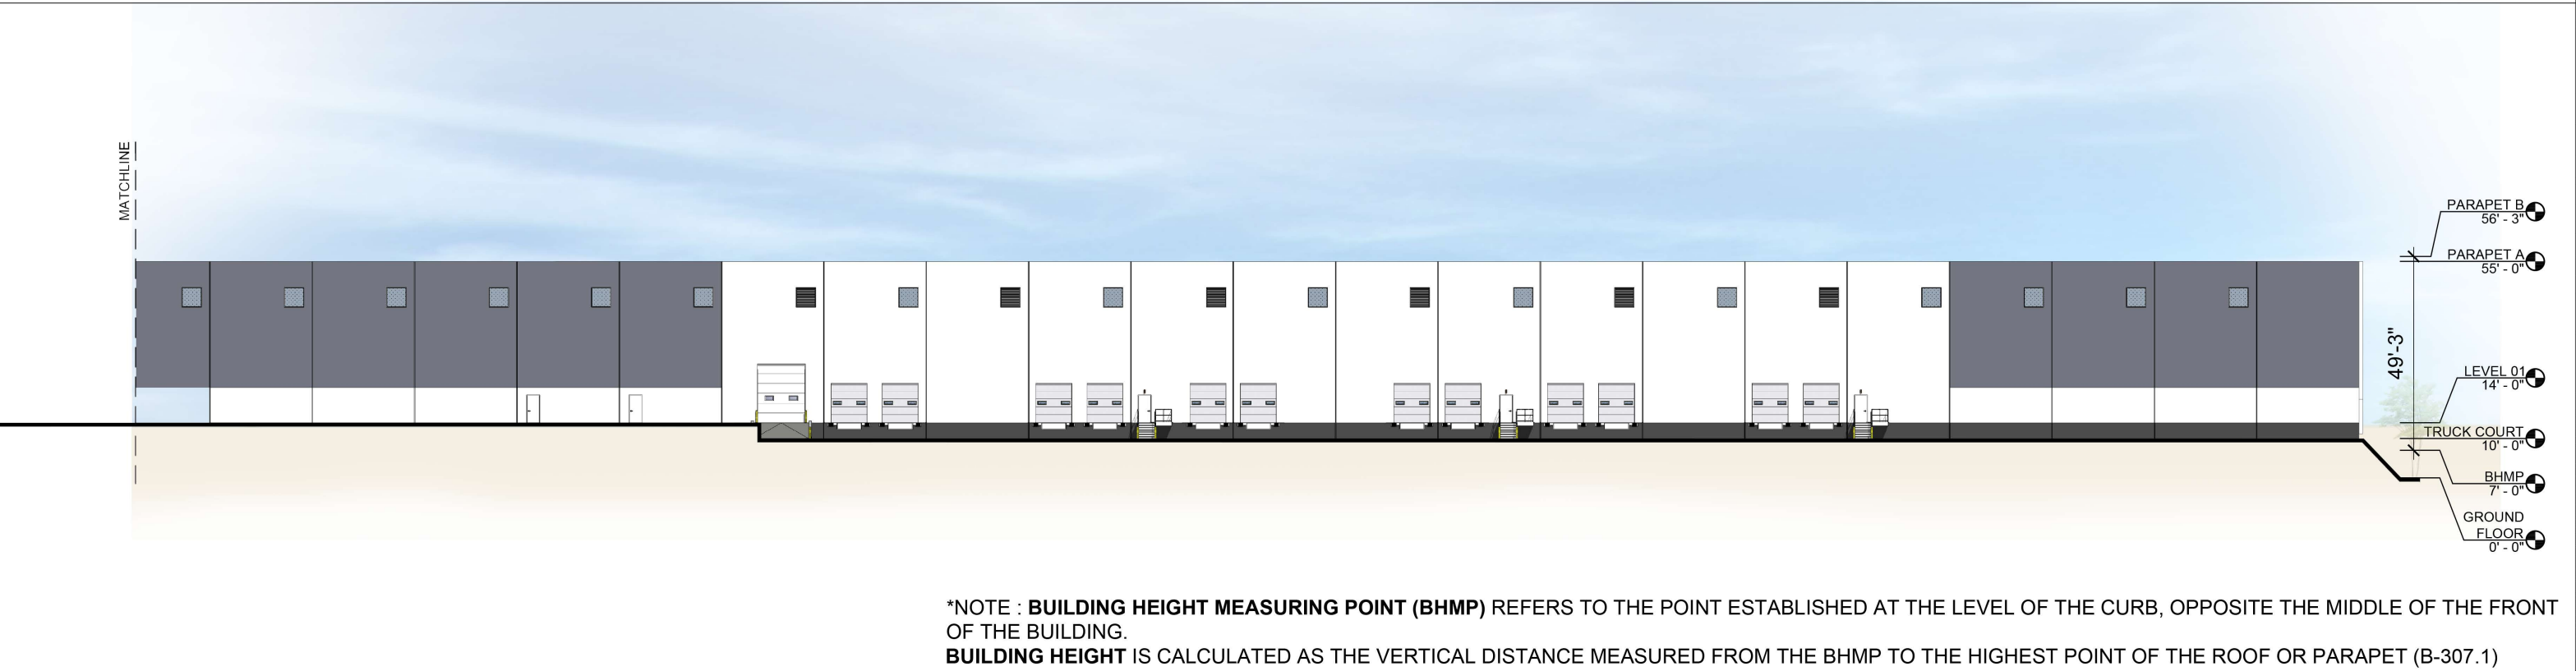 MATCHLINE
PARAPET B
56' - 3"
PARAPET A
55' - 0"
49'-3"
LEVEL 01
14' - 0"
TRUCK COURT
10' - 0"
BHMP
7' - 0"
GROUND
FLOOR
0' - 0"
*NOTE : BUILDING HEIGHT MEASURING POINT (BHMP) REFERS TO THE POINT ESTABLISHED AT THE LEVEL OF THE CURB, OPPOSITE THE MIDDLE OF THE FRONT
OF THE BUILDING.
BUILDING HEIGHT IS CALCULATED AS THE VERTICAL DISTANCE MEASURED FROM THE BHMP TO THE HIGHEST POINT OF THE ROOF OR PARAPET (B-307.1)